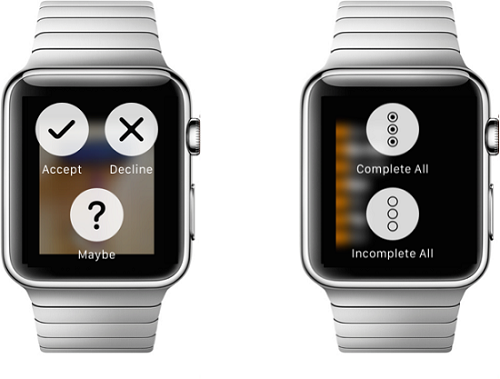 Accept Decline
?
Maybe
Complete All
Incomplete All